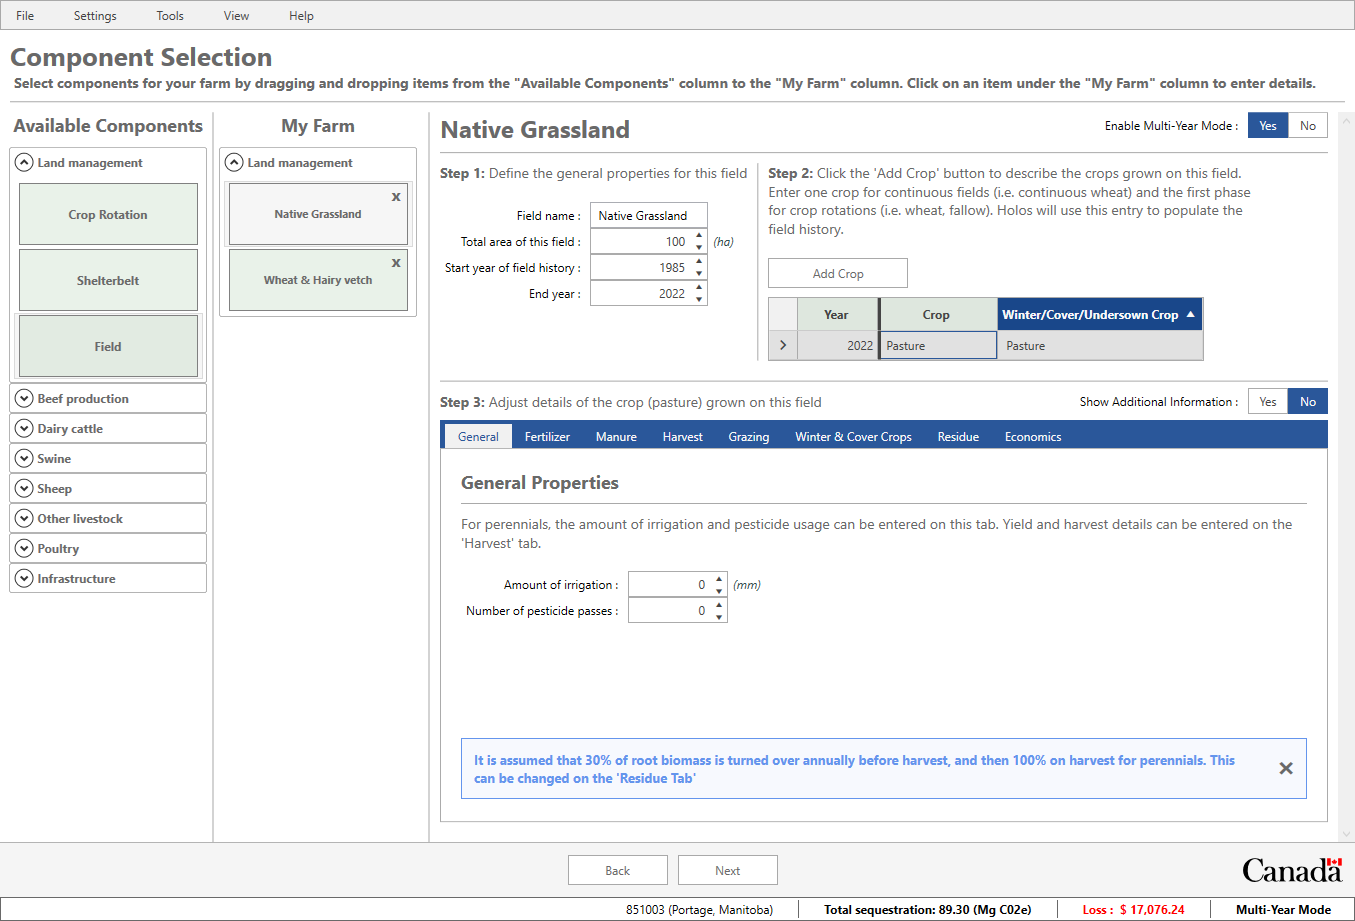 File Settings Tools View Help
Component Selection
Select components for your farm by dragging and dropping items from the "Available Components" column to the "My Farm" column. Click on an item under the "My Farm" column to enter details.
Available Components
Land management
Crop Rotation
Shelterbelt
Field
Beef production
Dairy cattle
Swine
Sheep
Other livestock
Poultry
Infrastructure
My Farm
Land management
Native Grassland x
Wheat & Hairy vetch x
Native Grassland
Enable Multi-Year Mode : Yes No
Step 1: Define the general properties for this field
Field name : Native Grassland
Total area of this field : 100 (ha)
Start year of field history : 1985
End year : 2022
Step 2: Click the 'Add Crop' button to describe the crops grown on this field.
Enter one crop for continuous fields (i.e. continuous wheat) and the first phase
for crop rotations (i.e. wheat, fallow). Holos will use this entry to populate the
field history.
Add Crop
Year Crop Winter/Cover/Undersown Crop
2022 Pasture Pasture
Step 3: Adjust details of the crop (pasture) grown on this field
Show Additional Information : Yes No
General Fertilizer Manure Harvest Grazing Winter & Cover Crops Residue Economics
General Properties
For perennials, the amount of irrigation and pesticide usage can be entered on this tab. Yield and harvest details can be entered on the
'Harvest' tab.
Amount of irrigation : 0 (mm)
Number of pesticide passes : 0
It is assumed that 30% of root biomass is turned over annually before harvest, and then 100% on harvest for perennials. This
can be changed on the 'Residue Tab'
Back Next
Canada
851003 (Portage, Manitoba) Total sequestration: 89.30 (Mg C02e) Loss : $ 17,076.24 Multi-Year Mode